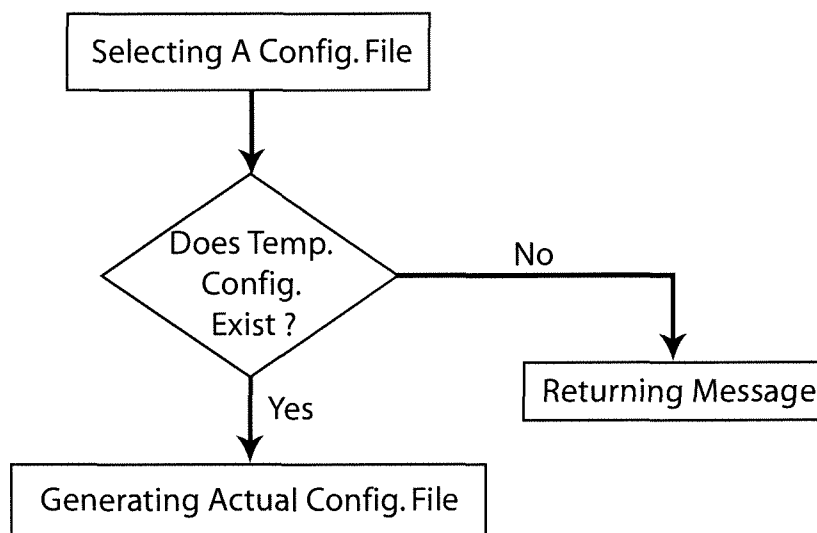 Selecting A Config. File
Does Temp.
Config.
Exist ?
No
Yes
Returning Message
Generating Actual Config. File